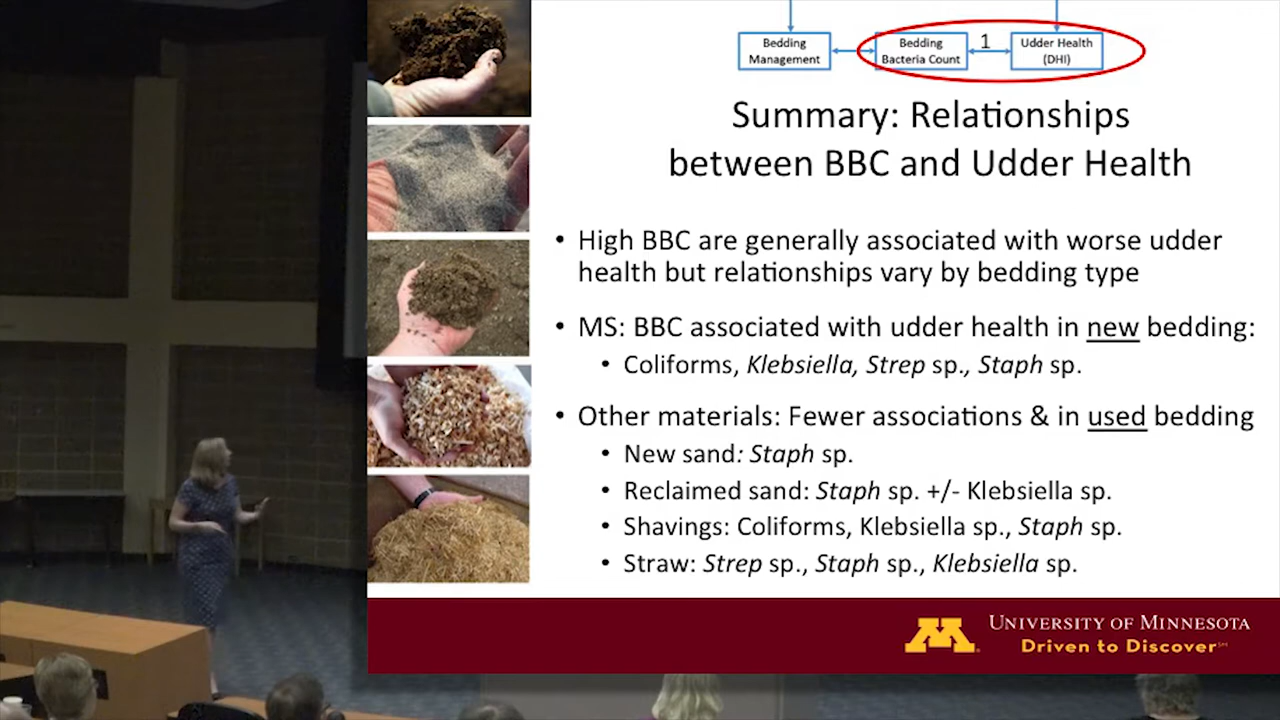 Bedding
Management
Bedding
Bacteria Count
1
Udder Health
(DHI)
Summary: Relationships
between BBC and Udder Health
• High BBC are generally associated with worse udder
health but relationships vary by bedding type
• MS: BBC associated with udder health in new bedding:
• Coliforms, Klebsiella, Strep sp., Staph sp.
• Other materials: Fewer associations & in used bedding
• New sand: Staph sp.
• Reclaimed sand: Staph sp. +/- Klebsiella sp.
• Shavings: Coliforms, Klebsiella sp., Staph sp.
• Straw: Strep sp., Staph sp., Klebsiella sp.
M
UNIVERSITY OF MINNESOTA
Driven to Discover℠